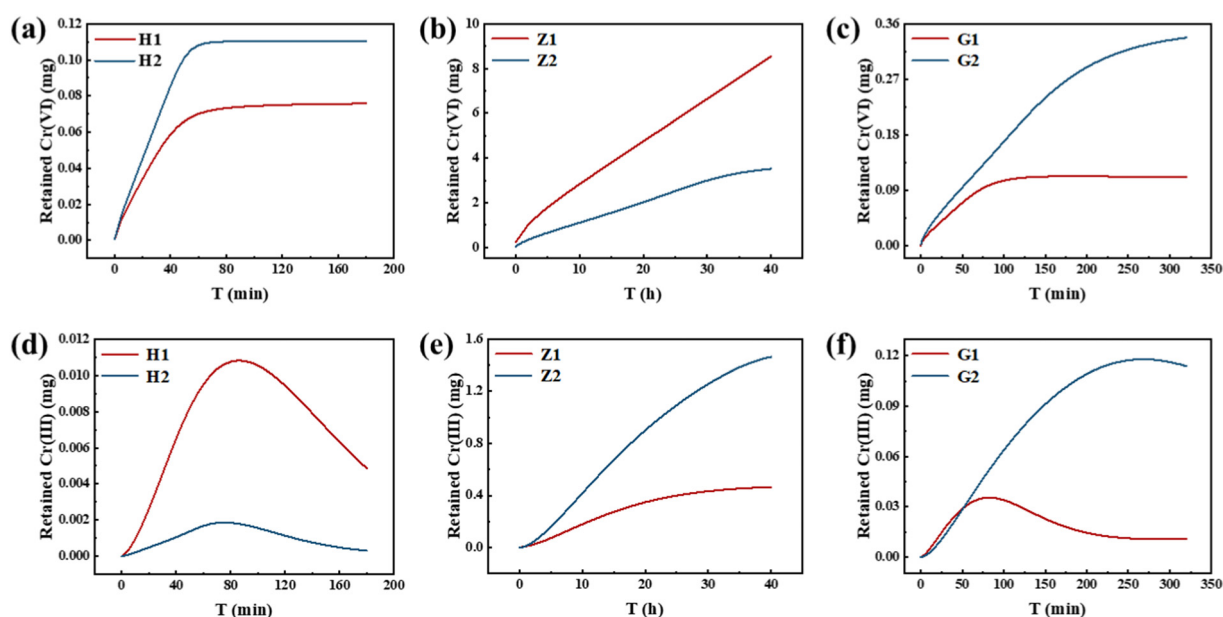 (a)
H1
H2
Retained Cr(VI) (mg)
0.12
0.10
0.08
0.06
0.04
0.02
0.00
0 40 80 120 160 200
T (min)
(b)
Z1
Z2
Retained Cr(VI) (mg)
10
8
6
4
2
0
0 10 20 30 40
T (h)
(c)
G1
G2
Retained Cr(VI) (mg)
0.36
0.27
0.18
0.09
0.00
0 50 100 150 200 250 300 350
T (min)
(d)
H1
H2
Retained Cr(III) (mg)
0.012
0.010
0.008
0.006
0.004
0.002
0.000
0 40 80 120 160 200
T (min)
(e)
Z1
Z2
Retained Cr(III) (mg)
1.6
1.2
0.8
0.4
0.0
0 10 20 30 40
T (h)
(f)
G1
G2
Retained Cr(III) (mg)
0.12
0.09
0.06
0.03
0.00
0 50 100 150 200 250 300 350
T (min)